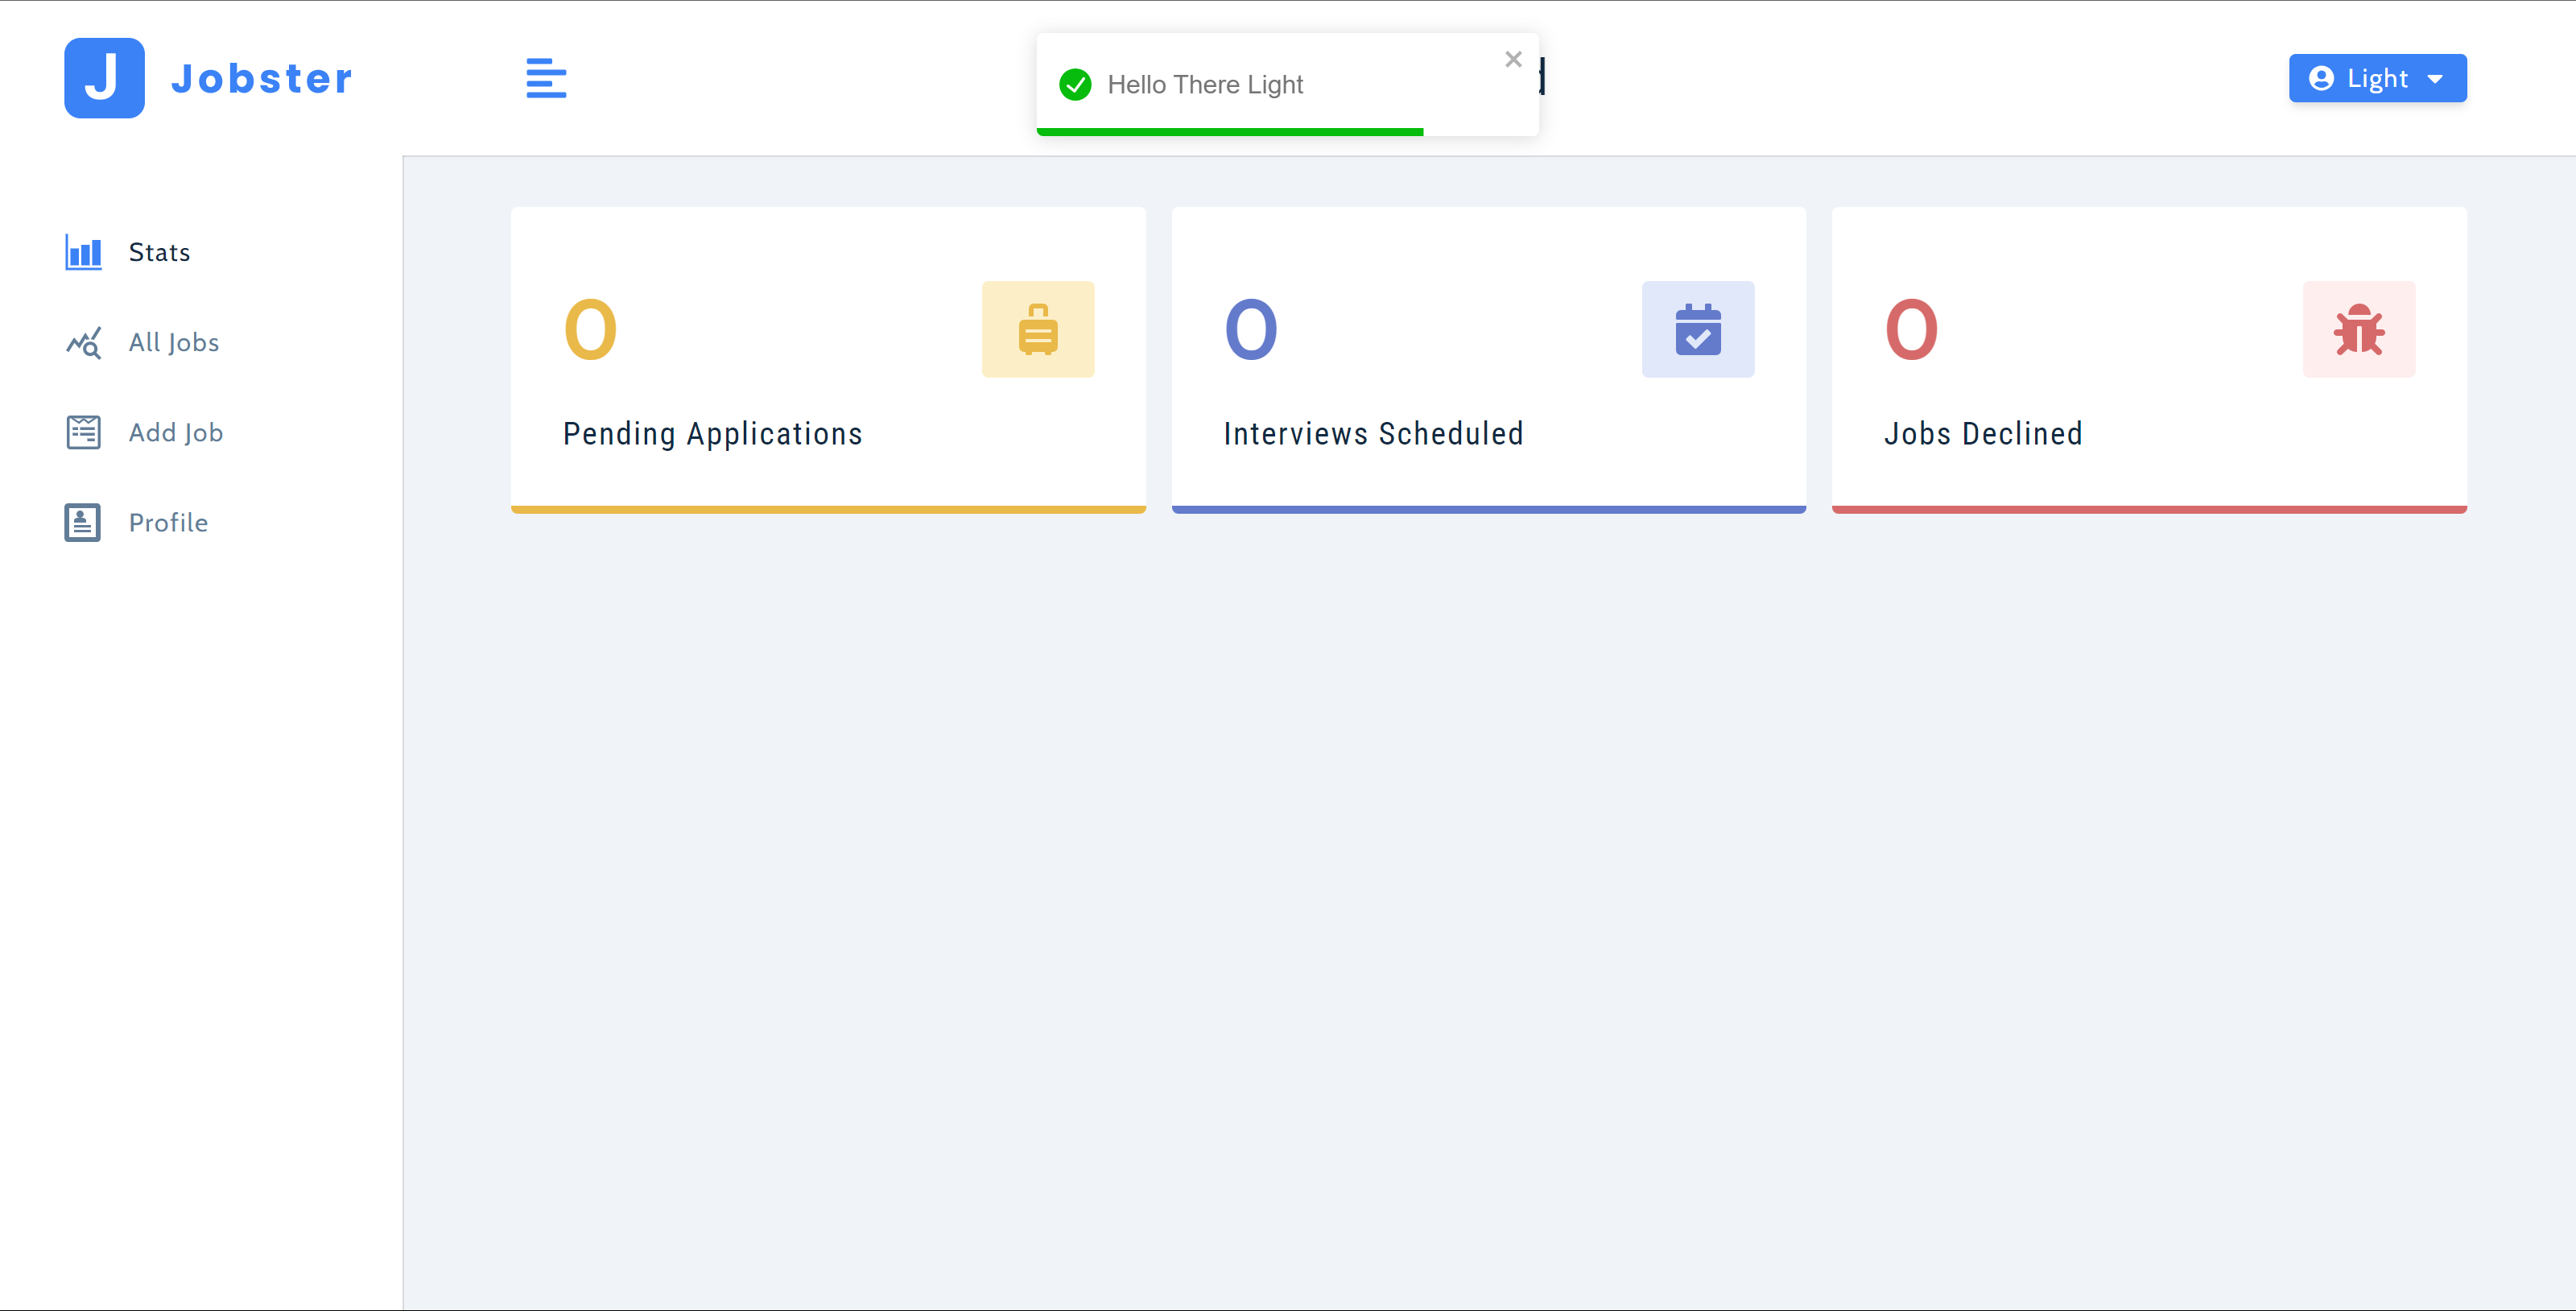 J
Jobster
Hello There Light
Light
Stats
All Jobs
Add Job
Profile
0
Pending Applications
0
Interviews Scheduled
0
Jobs Declined